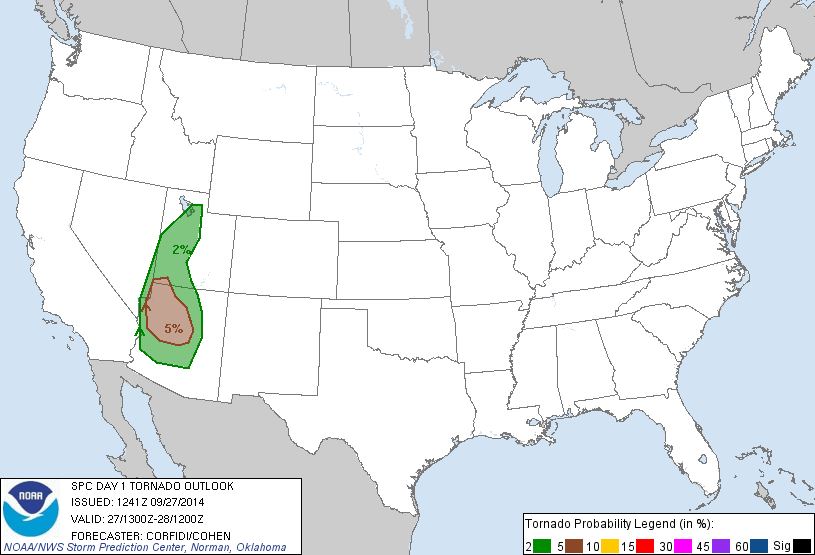 2%
5%
NOAA
SPC DAY 1 TORNADO OUTLOOK
ISSUED: 1241Z 09/27/2014
VALID: 27/1300Z-28/1200Z
FORECASTER: CORFIDI/COHEN
NOAA/NWS Storm Prediction Center, Norman, Oklahoma
Tornado Probability Legend (in %):
2 5 10 15 30 45 60 Sig